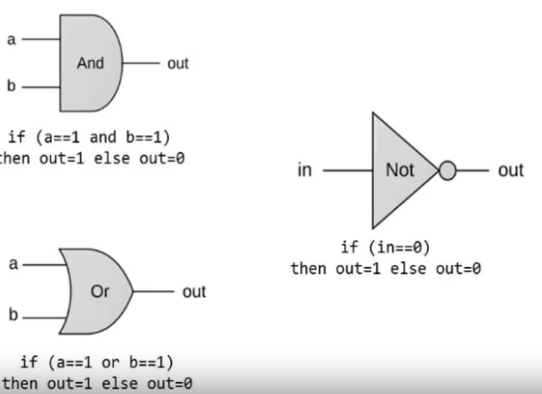 a
And
out
b
if (a==1 and b==1)
then out=1 else out=0
in
Not
out
if (in==0)
then out=1 else out=0
a
Or
out
b
if (a==1 or b==1)
then out=1 else out=0